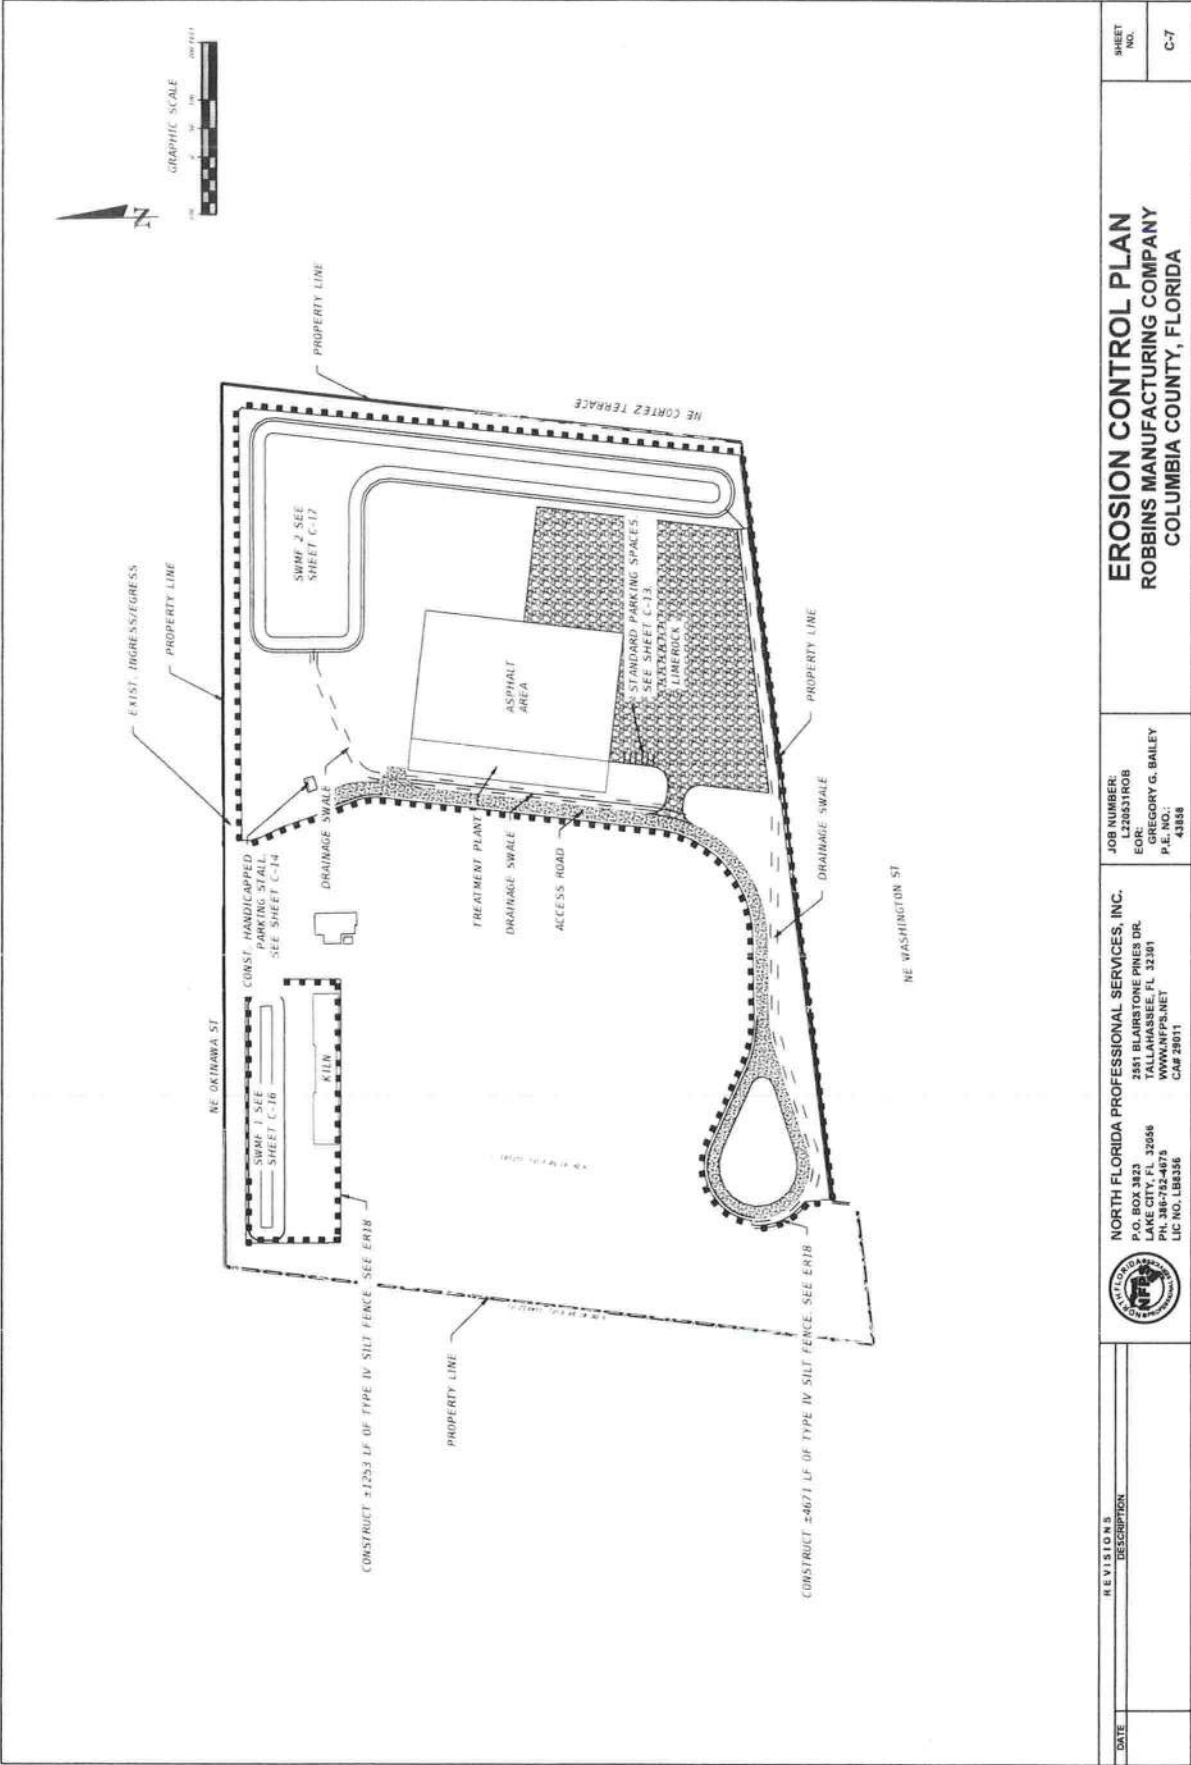 GRAPHIC SCALE
N
EXIST. INGRESS/EGRESS
PROPERTY LINE
PROPERTY LINE
NE OKINAWA ST
NE CORTEZ TERRACE
SWMF 2 SEE
SHEET C-17
CONST. HANDICAPPED
PARKING STALL.
SEE SHEET C-14
DRAINAGE SWALE
SWMF 1 SEE
SHEET C-16
KILN
ASPHALT
AREA
STANDARD PARKING SPACES.
SEE SHEET C-13.
LIMEROCK
TREATMENT PLANT
DRAINAGE SWALE
ACCESS ROAD
CONSTRUCT ±1253 LF OF TYPE IV SILT FENCE. SEE ER18
PROPERTY LINE
PROPERTY LINE
DRAINAGE SWALE
NE WASHINGTON ST
CONSTRUCT ±4671 LF OF TYPE IV SILT FENCE. SEE ER18
REVISIONS
DATE
DESCRIPTION
NORTH FLORIDA
PROFESSIONAL SERVICES
NFPS
NORTH FLORIDA PROFESSIONAL SERVICES, INC.
P.O. BOX 3823
LAKE CITY, FL 32056
PH. 386-752-4675
LIC NO. LB8356
2551 BLAIRSTONE PINES DR.
TALLAHASSEE, FL 32301
WWW.NFPS.NET
CA# 29011
JOB NUMBER:
L220531ROB
EOR:
GREGORY G. BAILEY
P.E. NO.:
43858
EROSION CONTROL PLAN
ROBBINS MANUFACTURING COMPANY
COLUMBIA COUNTY, FLORIDA
SHEET
NO.
C-7